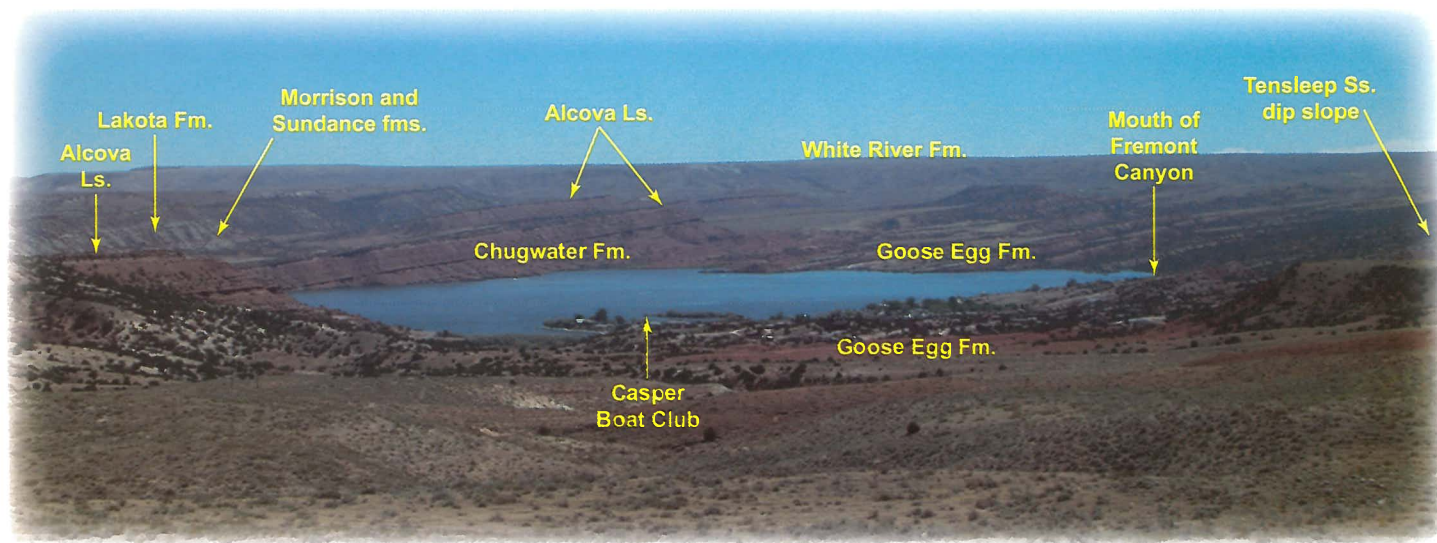 Tensleep Ss.
dip slope
Morrison and
Sundance fms.
Alcova Ls.
Lakota Fm.
Mouth of
Fremont
Canyon
Alcova
Ls.
White River Fm.
Chugwater Fm.
Goose Egg Fm.
Goose Egg Fm.
Casper
Boat Club